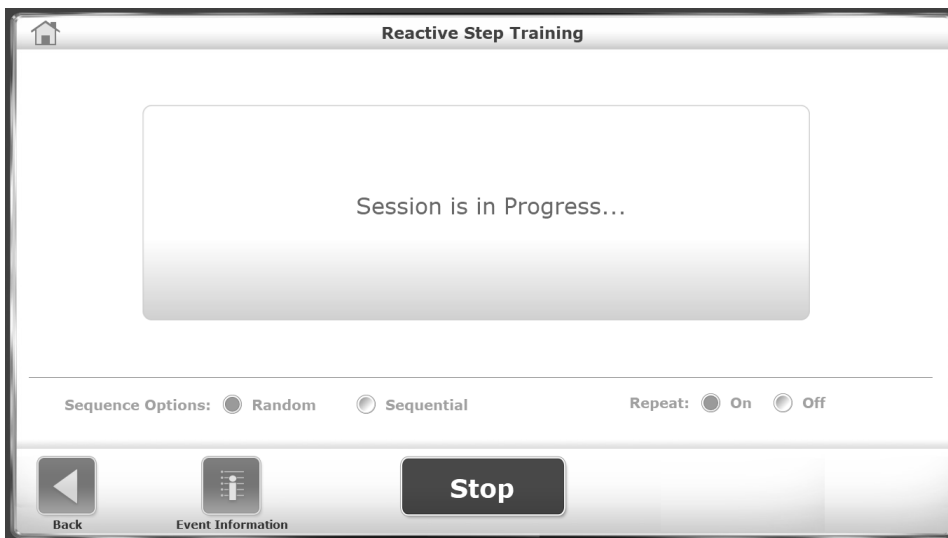 Reactive Step Training
Session is in Progress...
Sequence Options: Random Sequential Repeat: On Off
Stop
Back Event Information